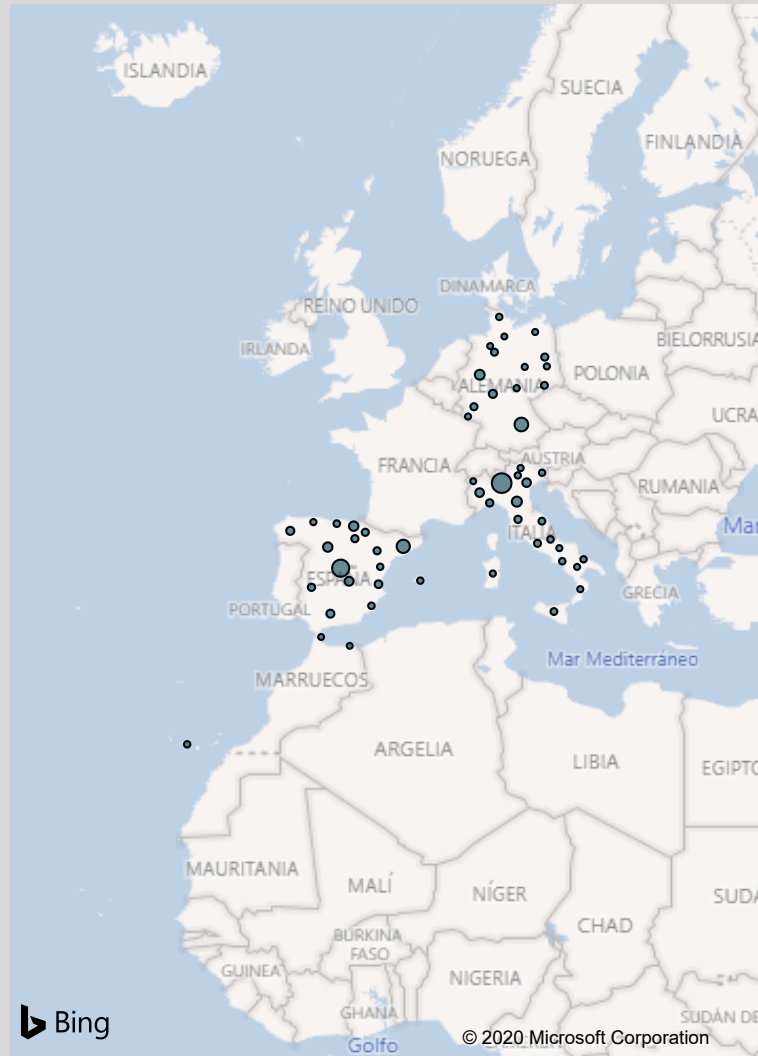 ISLANDIA
SUECIA
FINLANDIA
NORUEGA
DINAMARCA
REINO UNIDO
BIELORRUSIA
IRLANDA
POLONIA
ALEMANIA
UCRA
AUSTRIA
FRANCIA
RUMANIA
Mar
ITALIA
ESPAÑA
GRECIA
PORTUGAL
Mar Mediterráneo
MARRUECOS
ARGELIA
LIBIA
EGIPTO
MAURITANIA
MALÍ
NÍGER
SUDÁ
CHAD
BURKINA
FASO
GUINEA
NIGERIA
GHANA
SUDÁN DE
Bing
© 2020 Microsoft Corporation
Golfo